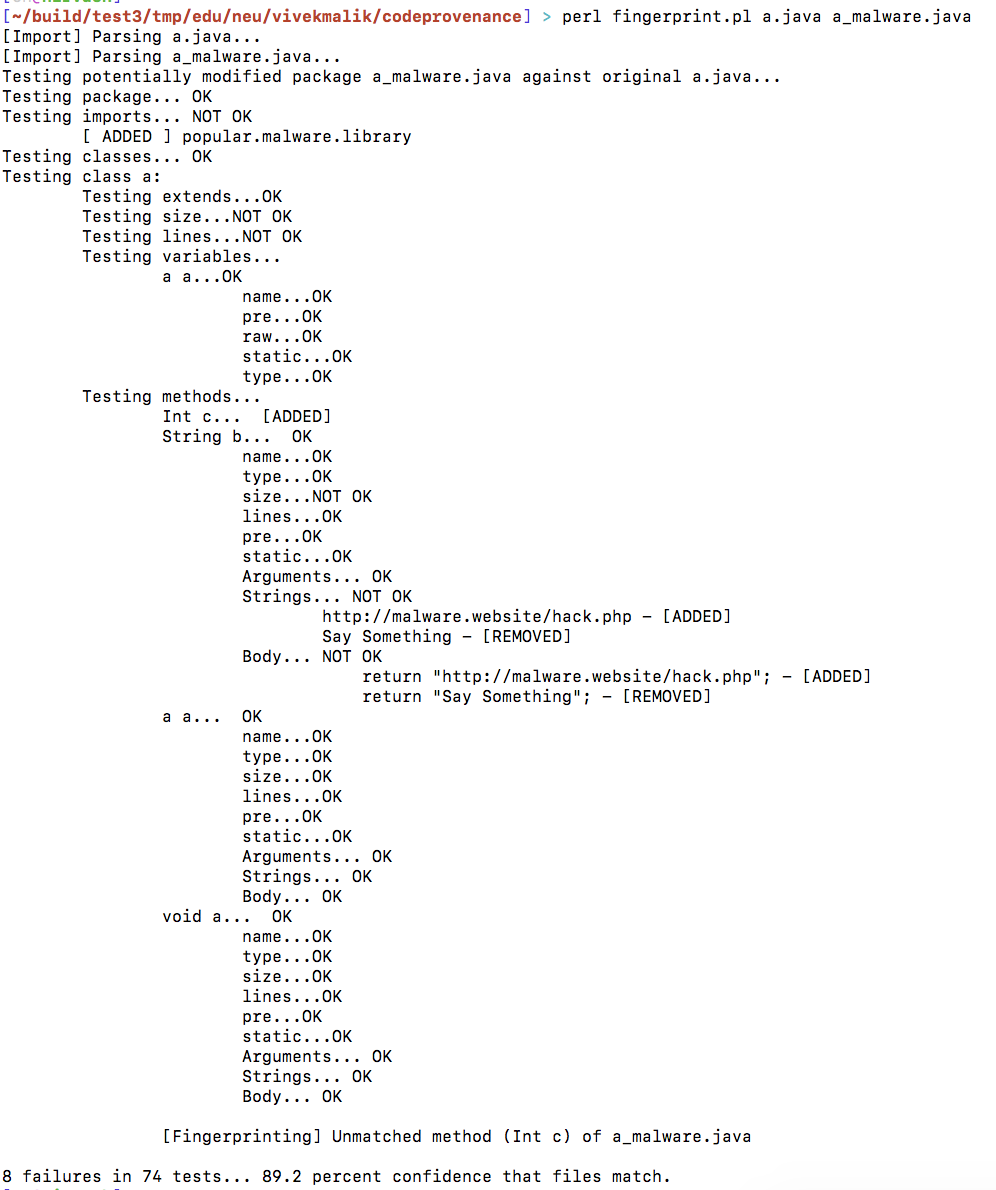 [~/build/test3/tmp/edu/neu/vivekmalik/codeprovenance] > perl fingerprint.pl a.java a_malware.java
[Import] Parsing a.java...
[Import] Parsing a_malware.java...
Testing potentially modified package a_malware.java against original a.java...
Testing package... OK
Testing imports... NOT OK
        [ ADDED ] popular.malware.library
Testing classes... OK
Testing class a:
        Testing extends...OK
        Testing size...NOT OK
        Testing lines...NOT OK
        Testing variables...
                a a...OK
                        name...OK
                        pre...OK
                        raw...OK
                        static...OK
                        type...OK
        Testing methods...
                Int c...  [ADDED]
                String b...  OK
                        name...OK
                        type...OK
                        size...NOT OK
                        lines...OK
                        pre...OK
                        static...OK
                        Arguments... OK
                        Strings... NOT OK
                                http://malware.website/hack.php – [ADDED]
                                Say Something – [REMOVED]
                        Body... NOT OK
                                    return "http://malware.website/hack.php"; – [ADDED]
                                    return "Say Something"; – [REMOVED]
                a a...  OK
                        name...OK
                        type...OK
                        size...OK
                        lines...OK
                        pre...OK
                        static...OK
                        Arguments... OK
                        Strings... OK
                        Body... OK
                void a...  OK
                        name...OK
                        type...OK
                        size...OK
                        lines...OK
                        pre...OK
                        static...OK
                        Arguments... OK
                        Strings... OK
                        Body... OK
                [Fingerprinting] Unmatched method (Int c) of a_malware.java
8 failures in 74 tests... 89.2 percent confidence that files match.